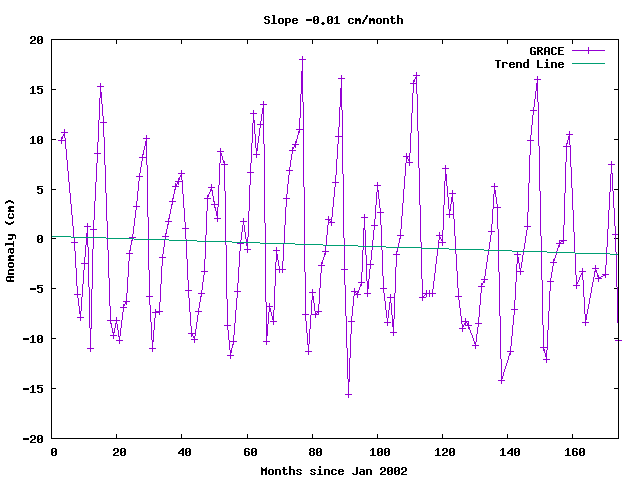 Slope -0.01 cm/month
GRACE
Trend Line
Anomaly (cm)
20
15
10
5
0
-5
-10
-15
-20
0 20 40 60 80 100 120 140 160
Months since Jan 2002